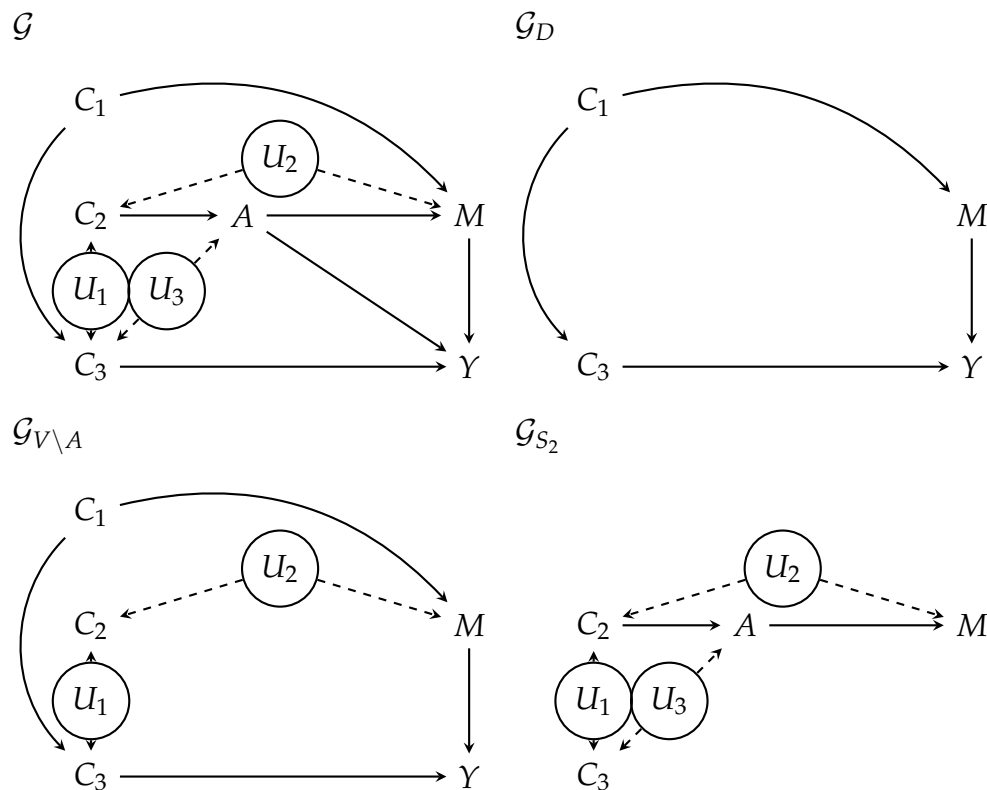 𝒢
C₁
U₂
C₂ A M
U₁ U₃
C₃ Y
𝒢_D
C₁
M
C₃ Y
𝒢_{V\A}
C₁
U₂
C₂ M
U₁
C₃ Y
𝒢_{S₂}
U₂
C₂ A M
U₁ U₃
C₃